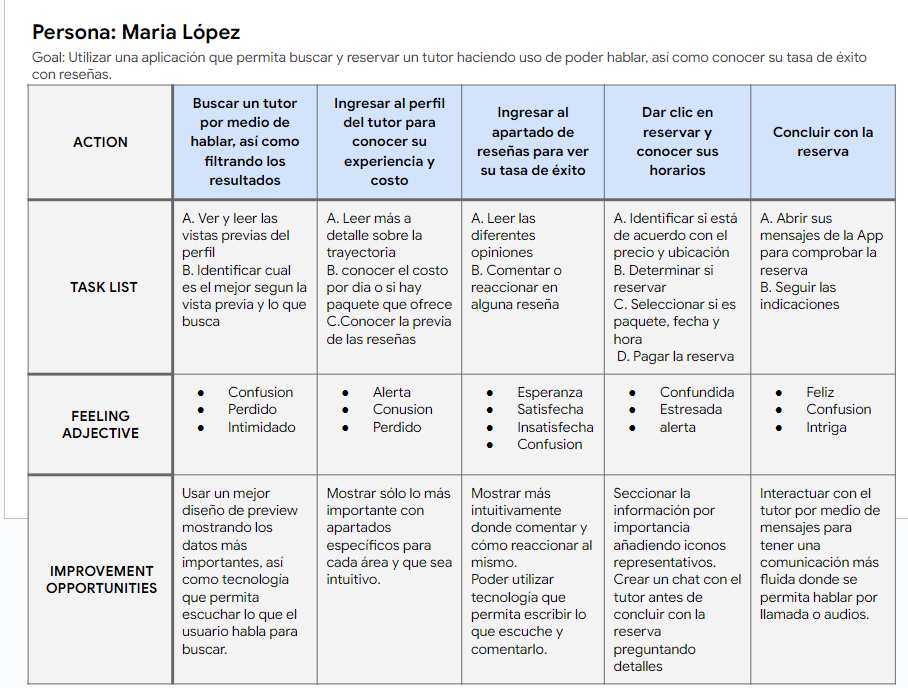 Persona: Maria López
Goal: Utilizar una aplicación que permita buscar y reservar un tutor haciendo uso de poder hablar, así como conocer su tasa de éxito
con reseñas.
ACTION
Buscar un tutor
por medio de
hablar, así como
filtrando los
resultados
Ingresar al perfil
del tutor para
conocer su
experiencia y
costo
Ingresar al
apartado de
reseñas para ver
su tasa de éxito
Dar clic en
reservar y
conocer sus
horarios
Concluir con la
reserva
TASK LIST
A. Ver y leer las
vistas previas del
perfil
B. Identificar cual
es el mejor segun la
vista previa y lo que
busca
A. Leer más a
detalle sobre la
trayectoria
B. conocer el costo
por dia o si hay
paquete que ofrece
C.Conocer la previa
de las reseñas
A. Leer las
diferentes
opiniones
B. Comentar o
reaccionar en
alguna reseña
A. Identificar si está
de acuerdo con el
precio y ubicación
B. Determinar si
reservar
C. Seleccionar si es
paquete, fecha y
hora
D. Pagar la reserva
A. Abrir sus
mensajes de la App
para comprobar la
reserva
B. Seguir las
indicaciones
FEELING
ADJECTIVE
● Confusion
● Perdido
● Intimidado
● Alerta
● Conusion
● Perdido
● Esperanza
● Satisfecha
● Insatisfecha
● Confusion
● Confundida
● Estresada
● alerta
● Feliz
● Confusion
● Intriga
IMPROVEMENT
OPPORTUNITIES
Usar un mejor
diseño de preview
mostrando los
datos más
importantes, así
como tecnología
que permita
escuchar lo que el
usuario habla para
buscar.
Mostrar sólo lo más
importante con
apartados
específicos para
cada área y que sea
intuitivo.
Mostrar más
intuitivamente
donde comentar y
cómo reaccionar al
mismo.
Poder utilizar
tecnología que
permita escribir lo
que escuche y
comentarlo.
Seccionar la
información por
importancia
añadiendo iconos
representativos.
Crear un chat con el
tutor antes de
concluir con la
reserva
preguntando
detalles
Interactuar con el
tutor por medio de
mensajes para
tener una
comunicación más
fluida donde se
permita hablar por
llamada o audios.